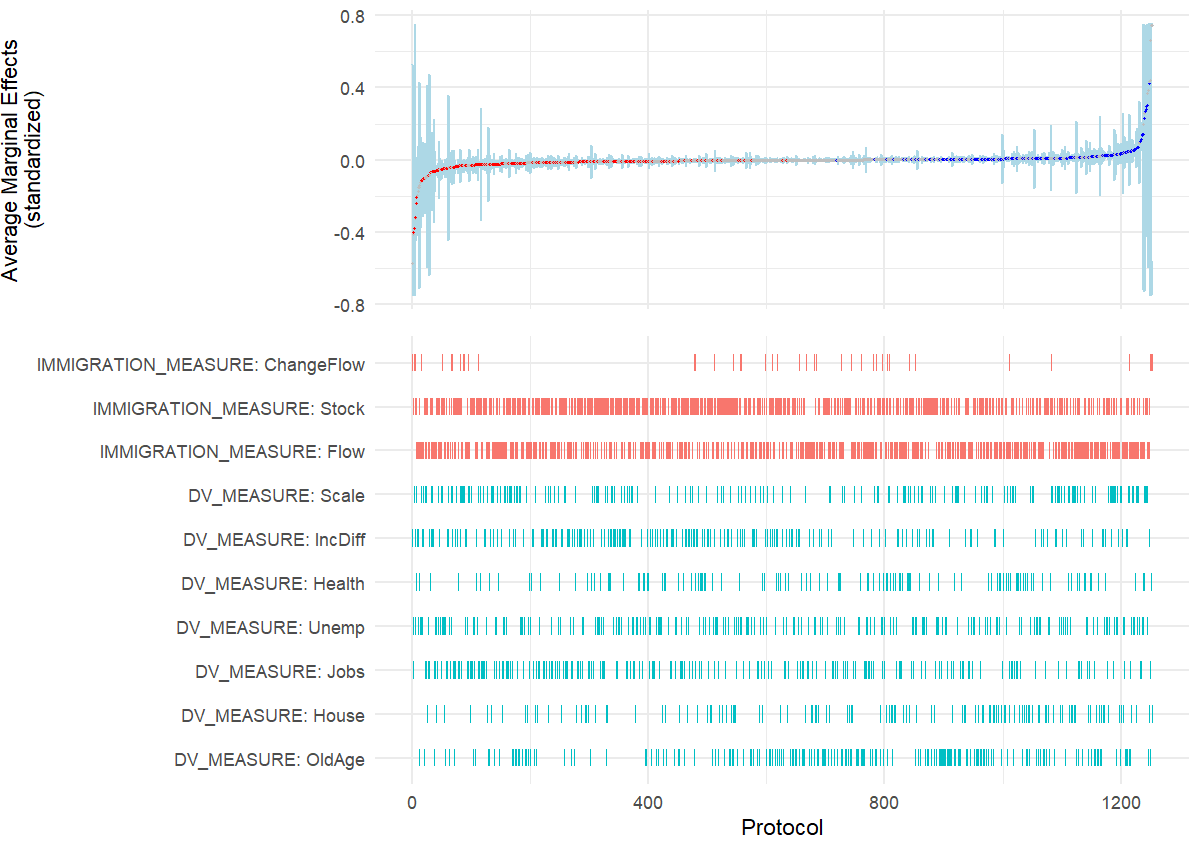 Average Marginal Effects
(standardized)
0.8
0.4
0.0
-0.4
-0.8
IMMIGRATION_MEASURE: ChangeFlow
IMMIGRATION_MEASURE: Stock
IMMIGRATION_MEASURE: Flow
DV_MEASURE: Scale
DV_MEASURE: IncDiff
DV_MEASURE: Health
DV_MEASURE: Unemp
DV_MEASURE: Jobs
DV_MEASURE: House
DV_MEASURE: OldAge
0 400 800 1200
Protocol